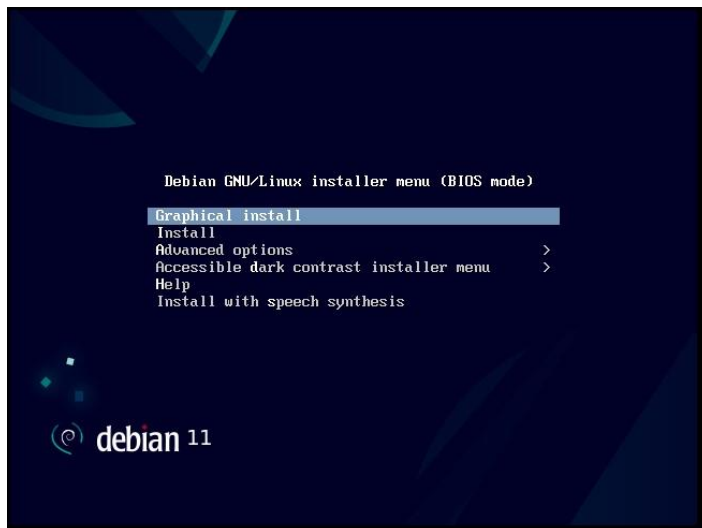 Debian GNU/Linux installer menu (BIOS mode)
Graphical install
Install
Advanced options >
Accessible dark contrast installer menu >
Help
Install with speech synthesis
debian 11